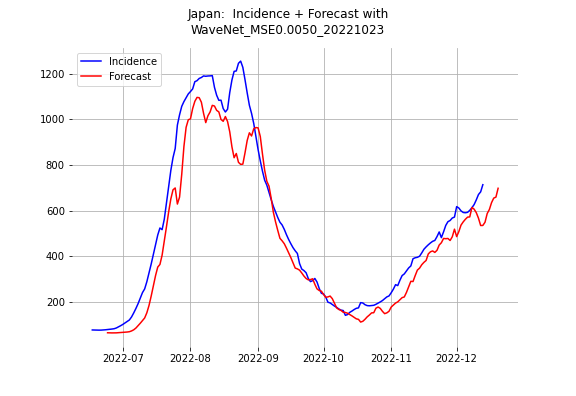 Japan:  Incidence + Forecast with
WaveNet_MSE0.0050_20221023
Incidence
Forecast
1200
1000
800
600
400
200
2022-07 2022-08 2022-09 2022-10 2022-11 2022-12